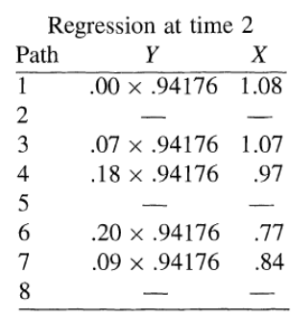 Regression at time 2
Path Y X
1 .00 × .94176 1.08
2 — —
3 .07 × .94176 1.07
4 .18 × .94176 .97
5 — —
6 .20 × .94176 .77
7 .09 × .94176 .84
8 — —